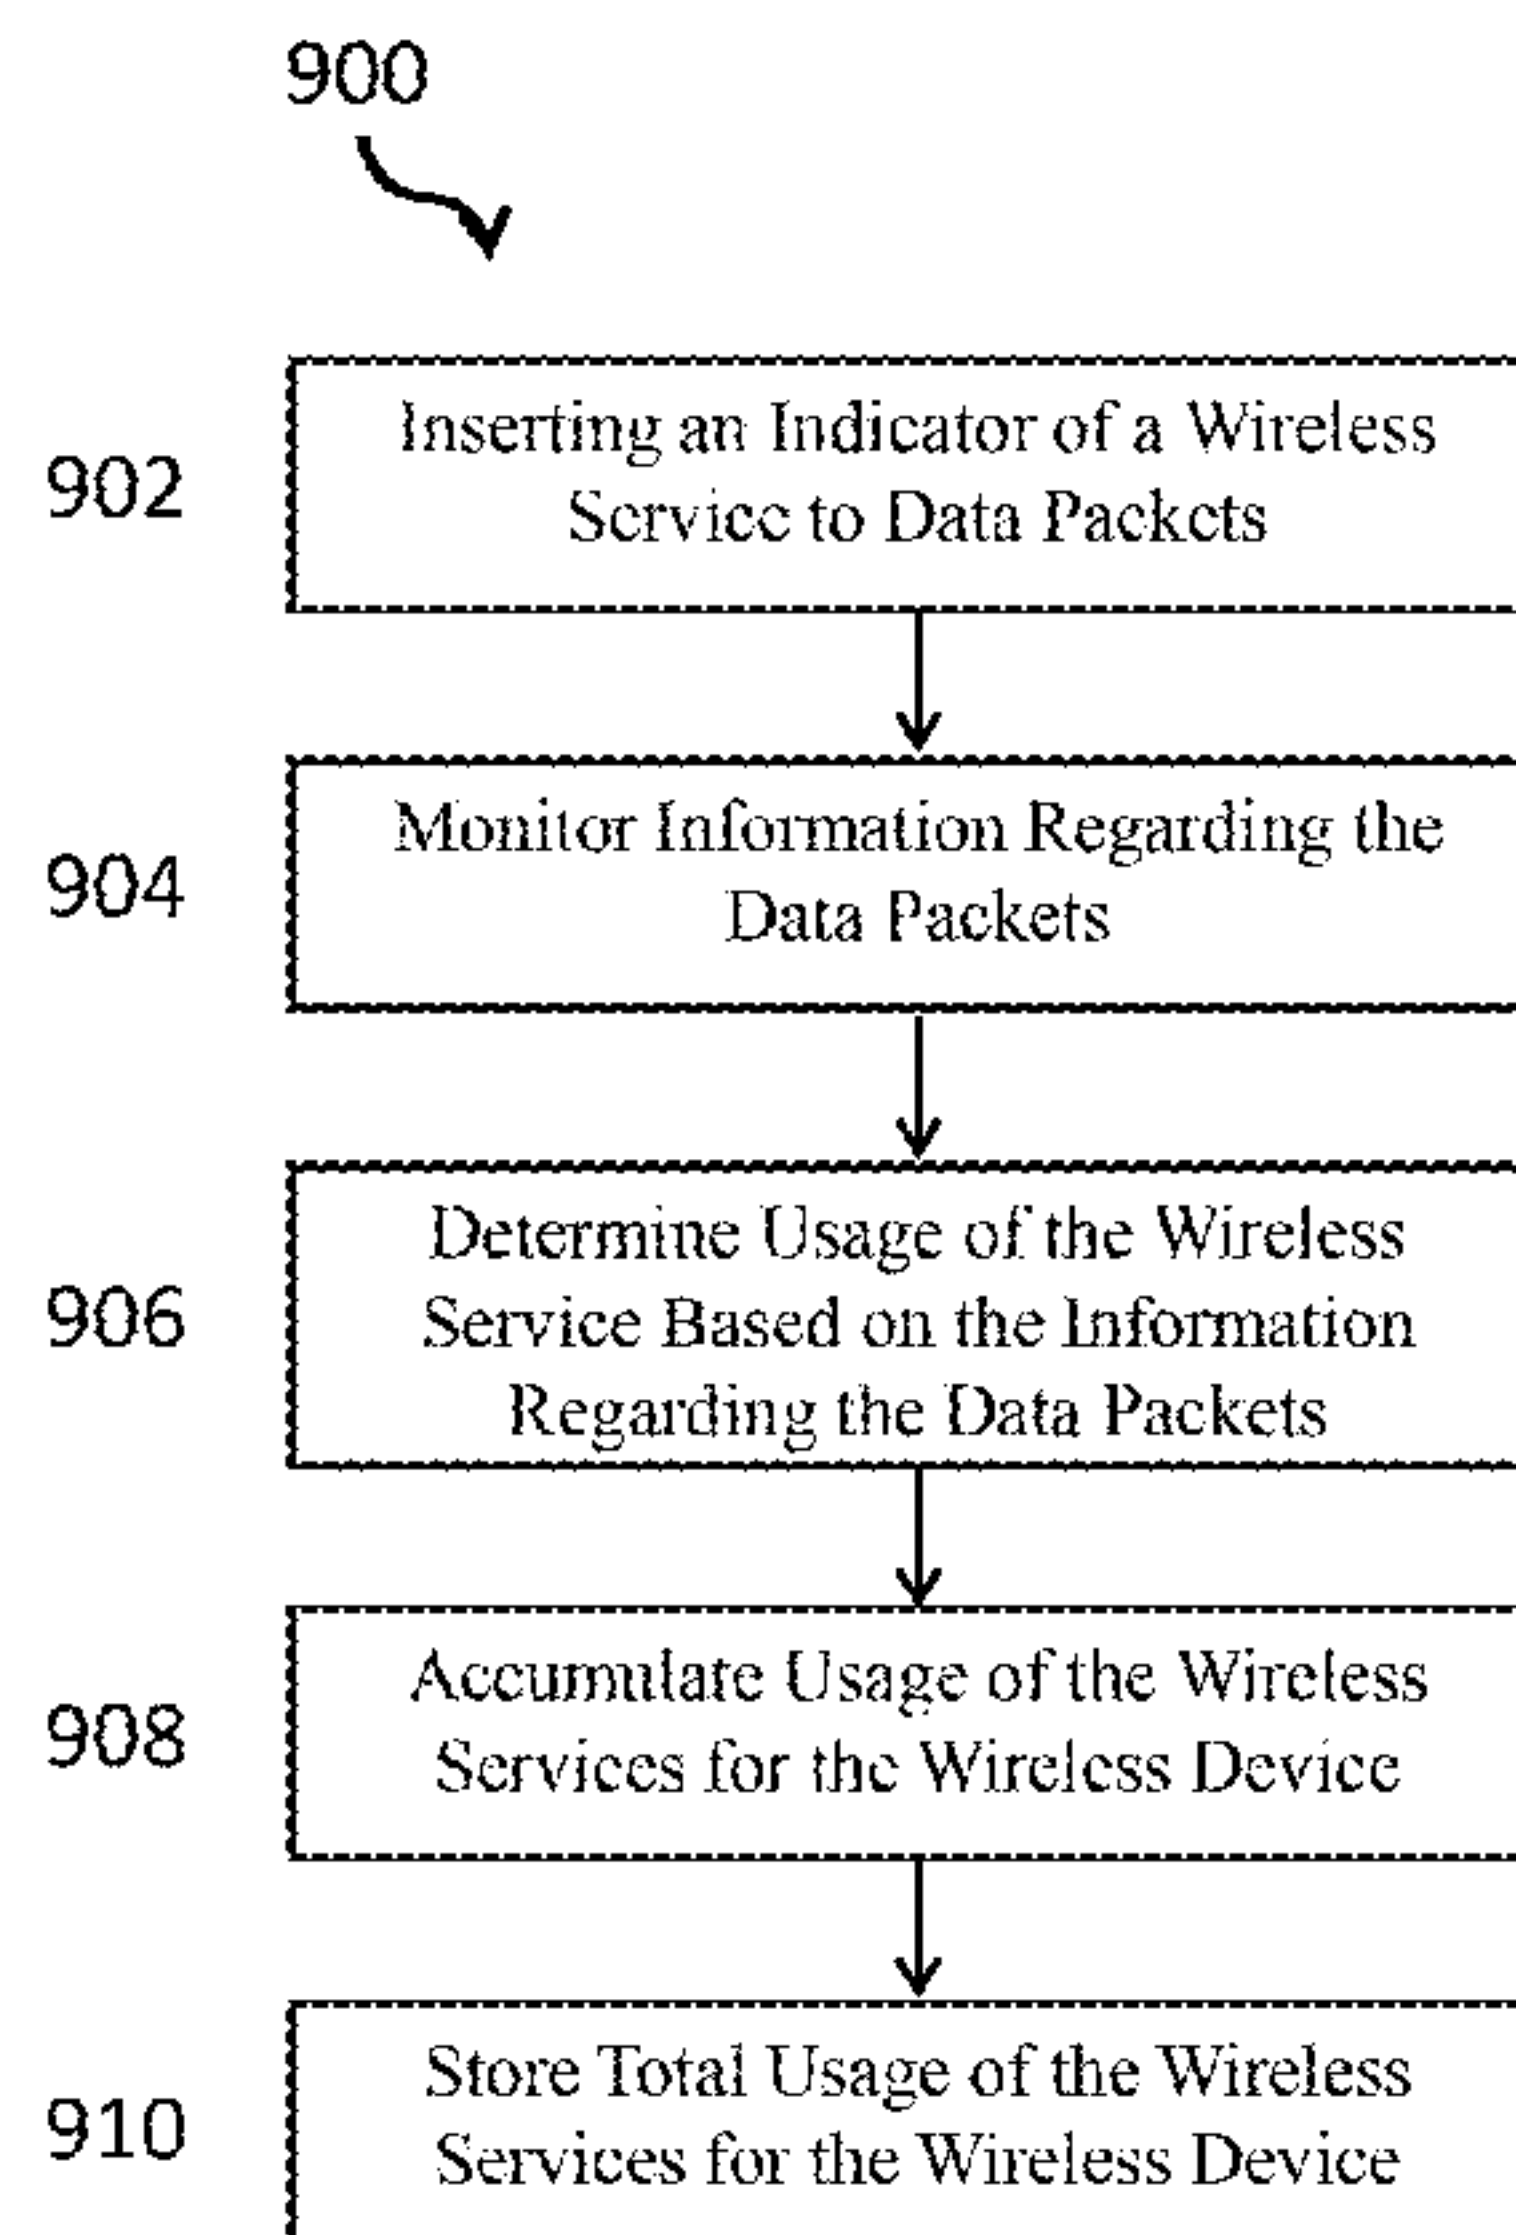 900
902
Inserting an Indicator of a Wireless
Service to Data Packets
904
Monitor Information Regarding the
Data Packets
906
Determine Usage of the Wireless
Service Based on the Information
Regarding the Data Packets
908
Accumulate Usage of the Wireless
Services for the Wireless Device
910
Store Total Usage of the Wireless
Services for the Wireless Device